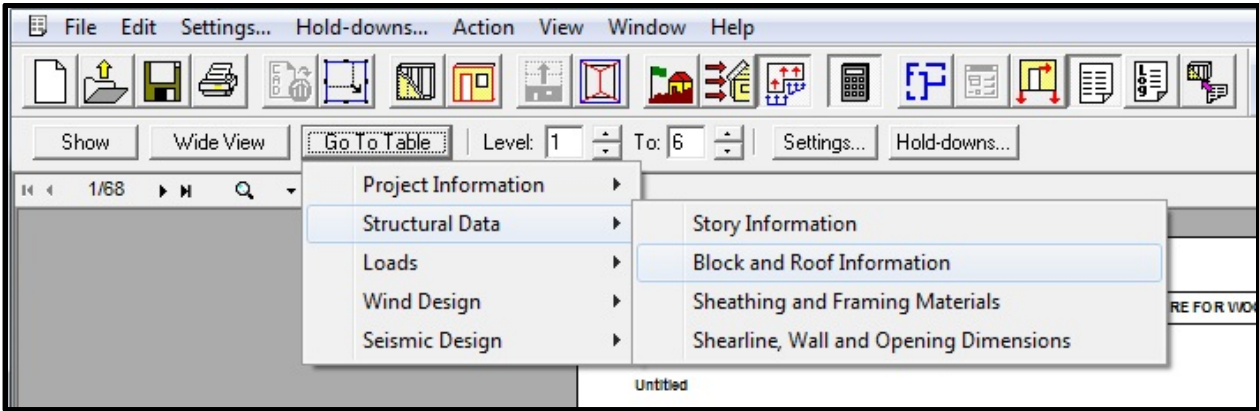 File Edit Settings... Hold-downs... Action View Window Help
Show Wide View Go To Table Level: 1 To: 6 Settings... Hold-downs...
1/68
Project Information
Structural Data
Loads
Wind Design
Seismic Design
Story Information
Block and Roof Information
Sheathing and Framing Materials
Shearline, Wall and Opening Dimensions
RE FOR WOO
Untitled